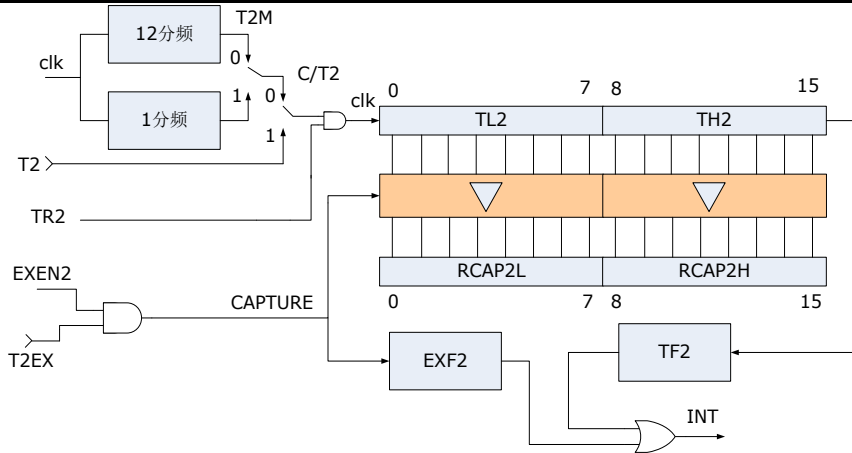 T2M
12分频
clk
0
C/T2
1
0
1分频
1
clk
0
7
8
15
TL2
TH2
T2
TR2
EXEN2
CAPTURE
T2EX
RCAP2L
RCAP2H
0
7
8
15
EXF2
TF2
INT